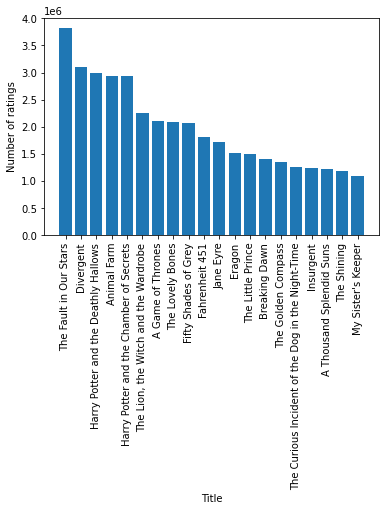 1e6
4.0
3.5
3.0
2.5
2.0
1.5
1.0
0.5
0.0
Number of ratings
The Fault in Our Stars
Divergent
Harry Potter and the Deathly Hallows
Animal Farm
Harry Potter and the Chamber of Secrets
The Lion, the Witch and the Wardrobe
A Game of Thrones
The Lovely Bones
Fifty Shades of Grey
Fahrenheit 451
Jane Eyre
Eragon
The Little Prince
Breaking Dawn
The Golden Compass
The Curious Incident of the Dog in the Night-Time
Insurgent
A Thousand Splendid Suns
The Shining
My Sister's Keeper
Title